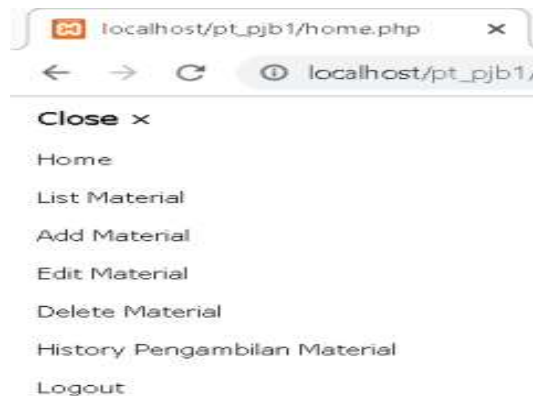 localhost/pt_pjb1/home.php ×
localhost/pt_pjb1/
Close ×
Home
List Material
Add Material
Edit Material
Delete Material
History Pengambilan Material
Logout